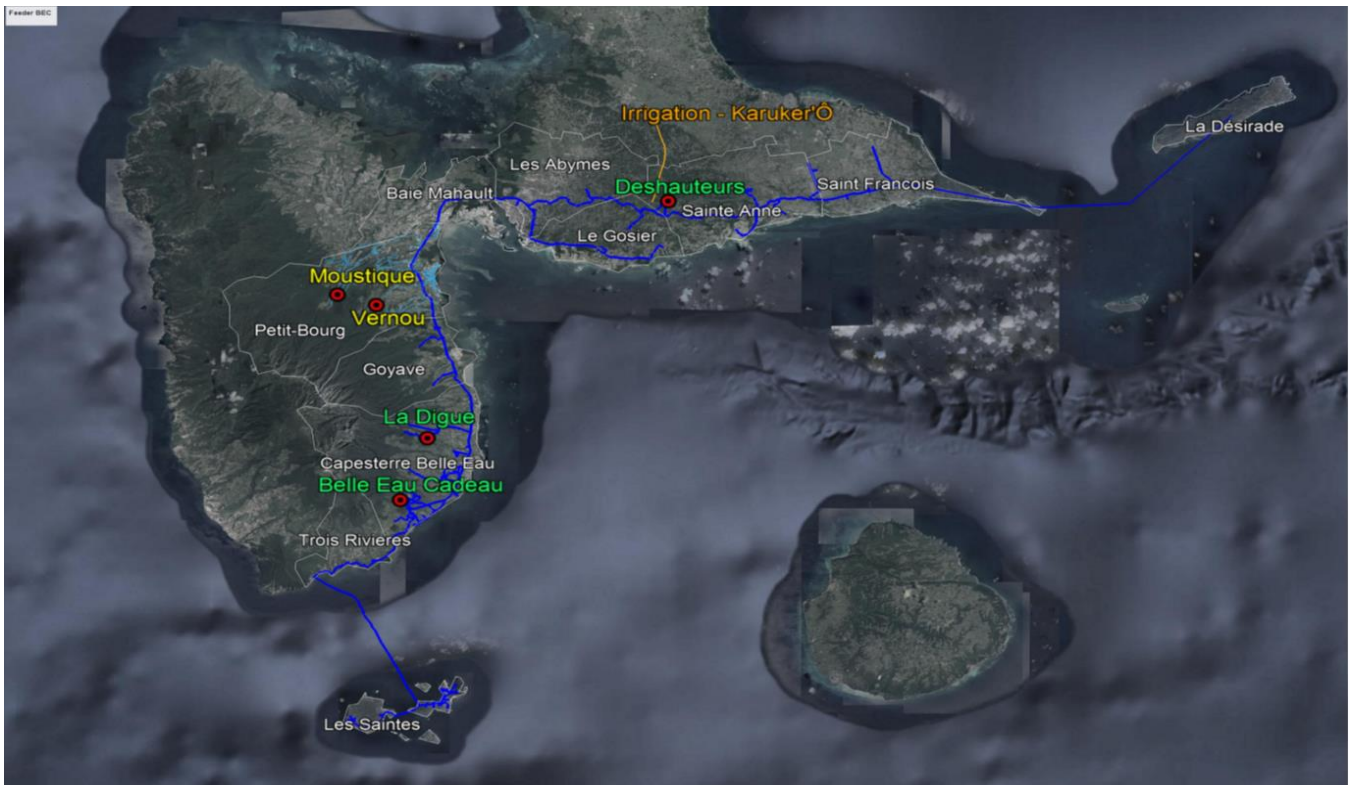 Feeder BEC
Irrigation - Karuker'Ô
La Désirade
Les Abymes
Baie Mahault
Deshauteurs
Saint Francois
Sainte Anne
Le Gosier
Moustique
Vernou
Petit-Bourg
Goyave
La Digue
Capesterre Belle Eau
Belle Eau Cadeau
Trois Rivieres
Les Saintes